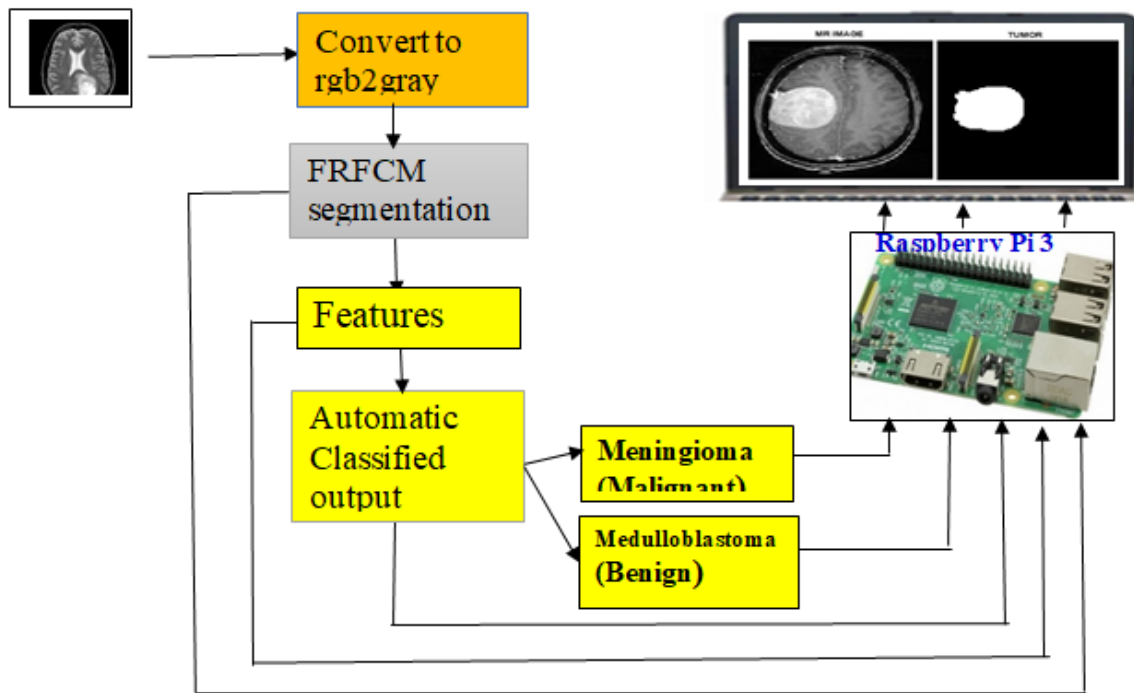 Convert to
rgb2gray
FRFCM
segmentation
Features
Automatic
Classified
output
Meningioma
(Malignant)
Medulloblastoma
(Benign)
MR IMAGE
TUMOR
Raspberry Pi 3